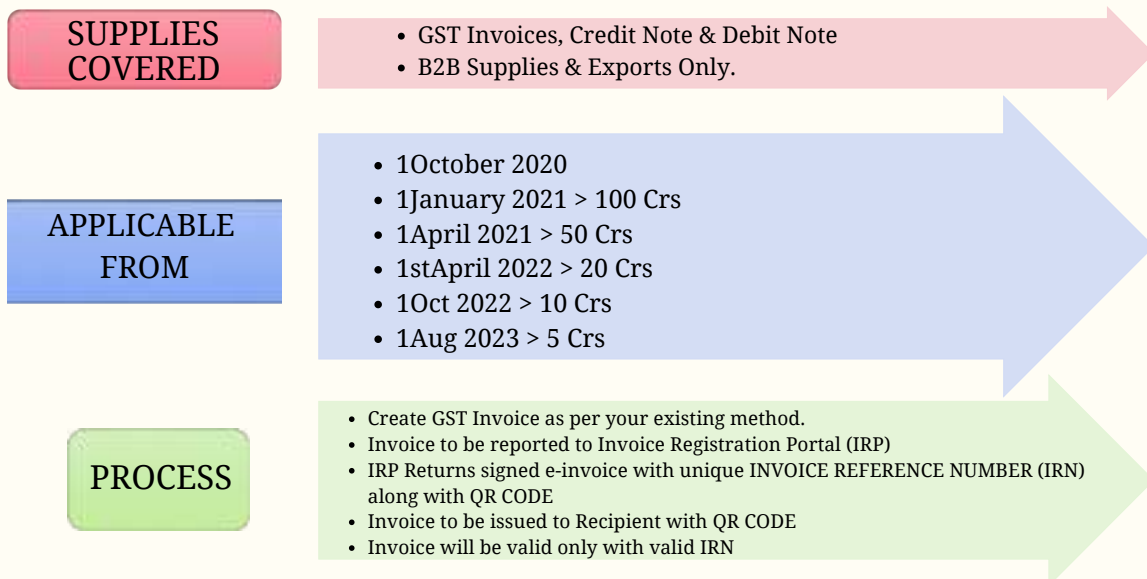 SUPPLIES
COVERED
• GST Invoices, Credit Note & Debit Note
• B2B Supplies & Exports Only.
APPLICABLE
FROM
• 1October 2020
• 1January 2021 > 100 Crs
• 1April 2021 > 50 Crs
• 1stApril 2022 > 20 Crs
• 1Oct 2022 > 10 Crs
• 1Aug 2023 > 5 Crs
PROCESS
• Create GST Invoice as per your existing method.
• Invoice to be reported to Invoice Registration Portal (IRP)
• IRP Returns signed e-invoice with unique INVOICE REFERENCE NUMBER (IRN)
along with QR CODE
• Invoice to be issued to Recipient with QR CODE
• Invoice will be valid only with valid IRN